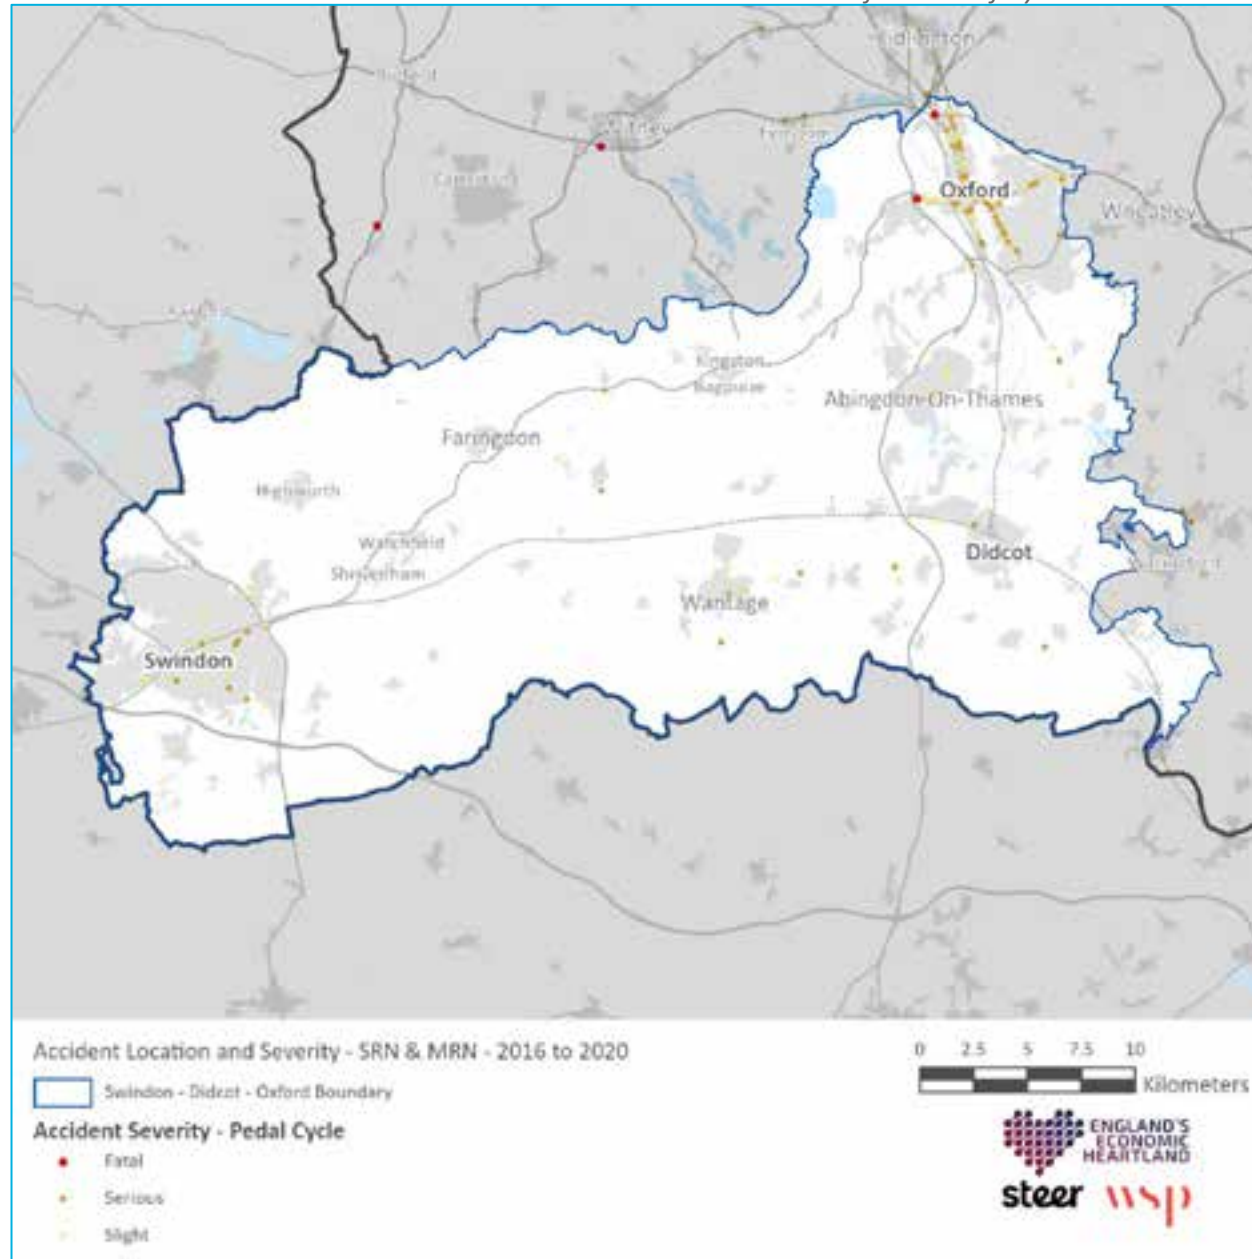 Witney
Carterton
Oxford
Wheatley
Kingston
Bagpuize
Abingdon-On-Thames
Faringdon
Highworth
Watchfield
Shrivenham
Didcot
Wantage
Swindon
Accident Location and Severity - SRN & MRN - 2016 to 2020
Swindon - Didcot - Oxford Boundary
Accident Severity - Pedal Cycle
Fatal
Serious
Slight
0 2.5 5 7.5 10
Kilometers
ENGLAND'S
ECONOMIC
HEARTLAND
steer wsp